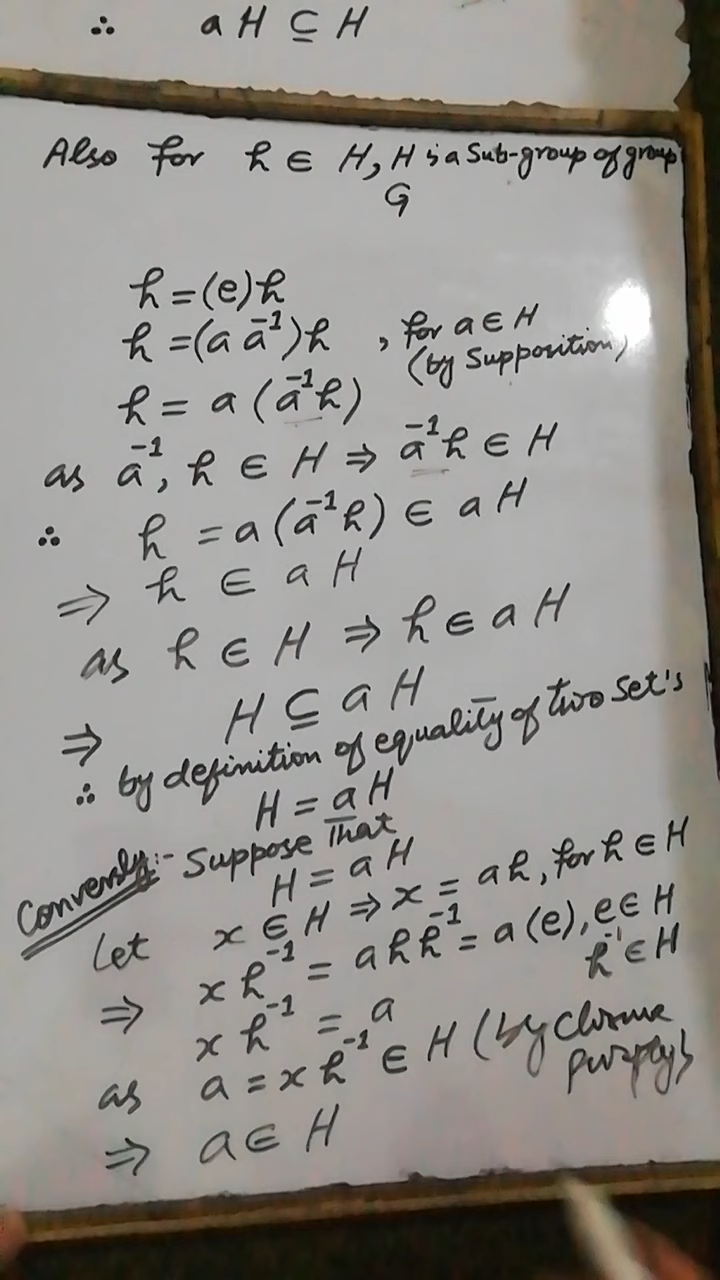 ∴ aH ⊆ H
Also for h ∈ H, H is a Sub-group of group
G
h = (e)h
h = (a a⁻¹)h , for a ∈ H
(by Supposition)
h = a (a⁻¹h)
as a⁻¹, h ∈ H ⇒ a⁻¹h ∈ H
∴ h = a (a⁻¹h) ∈ aH
⇒ h ∈ aH
as h ∈ H ⇒ h ∈ aH
⇒ H ⊆ aH
∴ by definition of equality of two set's
H = aH
Conversly:- Suppose That
H = aH
Let x ∈ H ⇒ x = ah, for h ∈ H
⇒ xh⁻¹ = ahh⁻¹ = a(e), e ∈ H
h⁻¹ ∈ H
xh⁻¹ = a
as a = xh⁻¹ ∈ H (by closure
⇒ a ∈ H